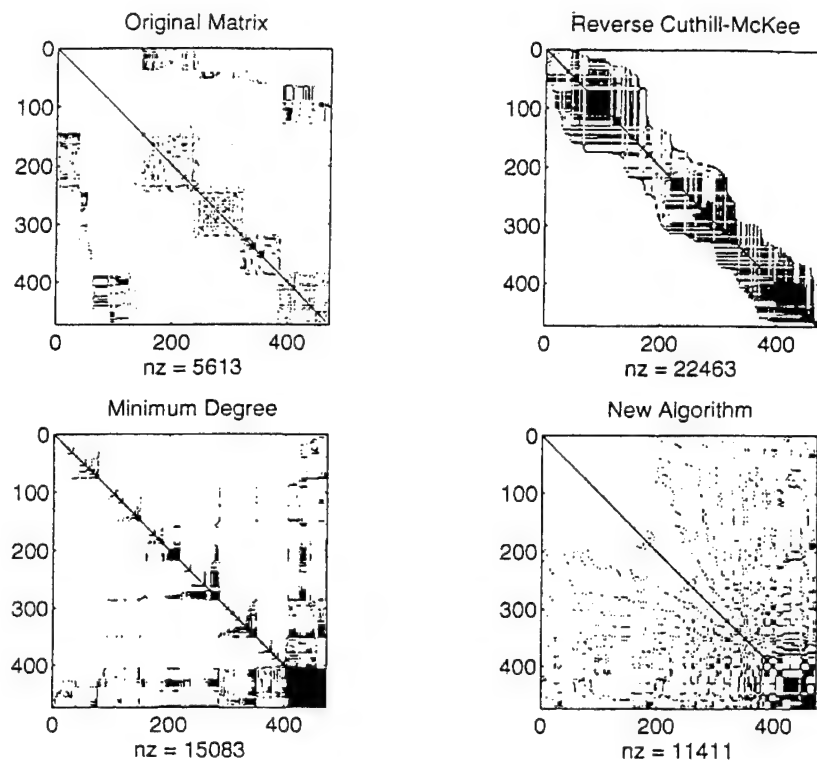 Original Matrix
0
100
200
300
400
0 200 400
nz = 5613
Reverse Cuthill-McKee
0
100
200
300
400
0 200 400
nz = 22463
Minimum Degree
0
100
200
300
400
0 200 400
nz = 15083
New Algorithm
0
100
200
300
400
0 200 400
nz = 11411